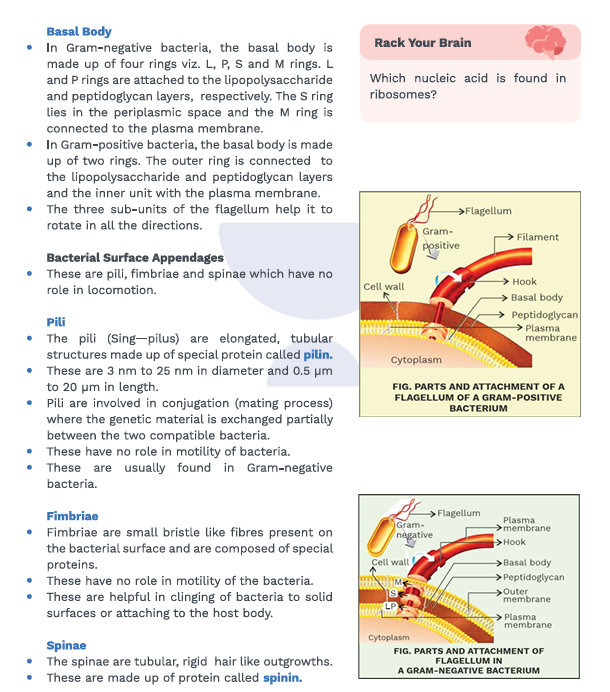 Basal Body
• In Gram-negative bacteria, the basal body is
made up of four rings viz. L, P, S and M rings. L
and P rings are attached to the lipopolysaccharide
and peptidoglycan layers, respectively. The S ring
lies in the periplasmic space and the M ring is
connected to the plasma membrane.
• In Gram-positive bacteria, the basal body is made
up of two rings. The outer ring is connected to
the lipopolysaccharide and peptidoglycan layers
and the inner unit with the plasma membrane.
• The three sub-units of the flagellum help it to
rotate in all the directions.
Bacterial Surface Appendages
• These are pili, fimbriae and spinae which have no
role in locomotion.
Pili
• The pili (Sing—pilus) are elongated, tubular
structures made up of special protein called pilin.
• These are 3 nm to 25 nm in diameter and 0.5 μm
to 20 μm in length.
• Pili are involved in conjugation (mating process)
where the genetic material is exchanged partially
between the two compatible bacteria.
• These have no role in motility of bacteria.
• These are usually found in Gram-negative
bacteria.
Fimbriae
• Fimbriae are small bristle like fibres present on
the bacterial surface and are composed of special
proteins.
• These have no role in motility of the bacteria.
• These are helpful in clinging of bacteria to solid
surfaces or attaching to the host body.
Spinae
• The spinae are tubular, rigid hair like outgrowths.
• These are made up of protein called spinin.
Rack Your Brain
Which nucleic acid is found in
ribosomes?
Flagellum
Gram-
positive
Filament
Cell wall
Hook
Basal body
Peptidoglycan
Plasma
membrane
Cytoplasm
FIG. PARTS AND ATTACHMENT OF A
FLAGELLUM OF A GRAM-POSITIVE
BACTERIUM
Flagellum
Gram-
negative
Plasma
membrane
Hook
Cell wall
Basal body
M
Peptidoglycan
S
Outer
membrane
LP
Plasma
membrane
Cytoplasm
FIG. PARTS AND ATTACHMENT OF
FLAGELLUM IN
A GRAM-NEGATIVE BACTERIUM